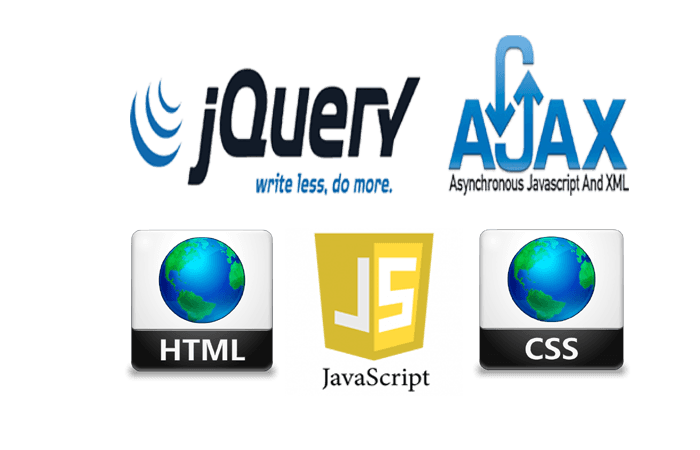 jQuery
write less, do more.
AJAX
Asynchronous Javascript And XML
HTML
JS
JavaScript
CSS